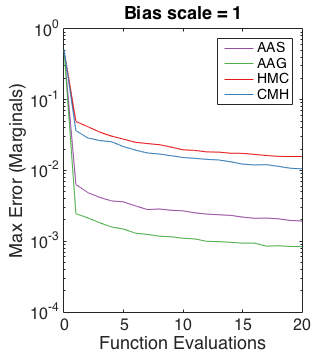 Bias scale = 1
AAS
AAG
HMC
CMH
Max Error (Marginals)
10^0
10^-1
10^-2
10^-3
10^-4
0 5 10 15 20
Function Evaluations